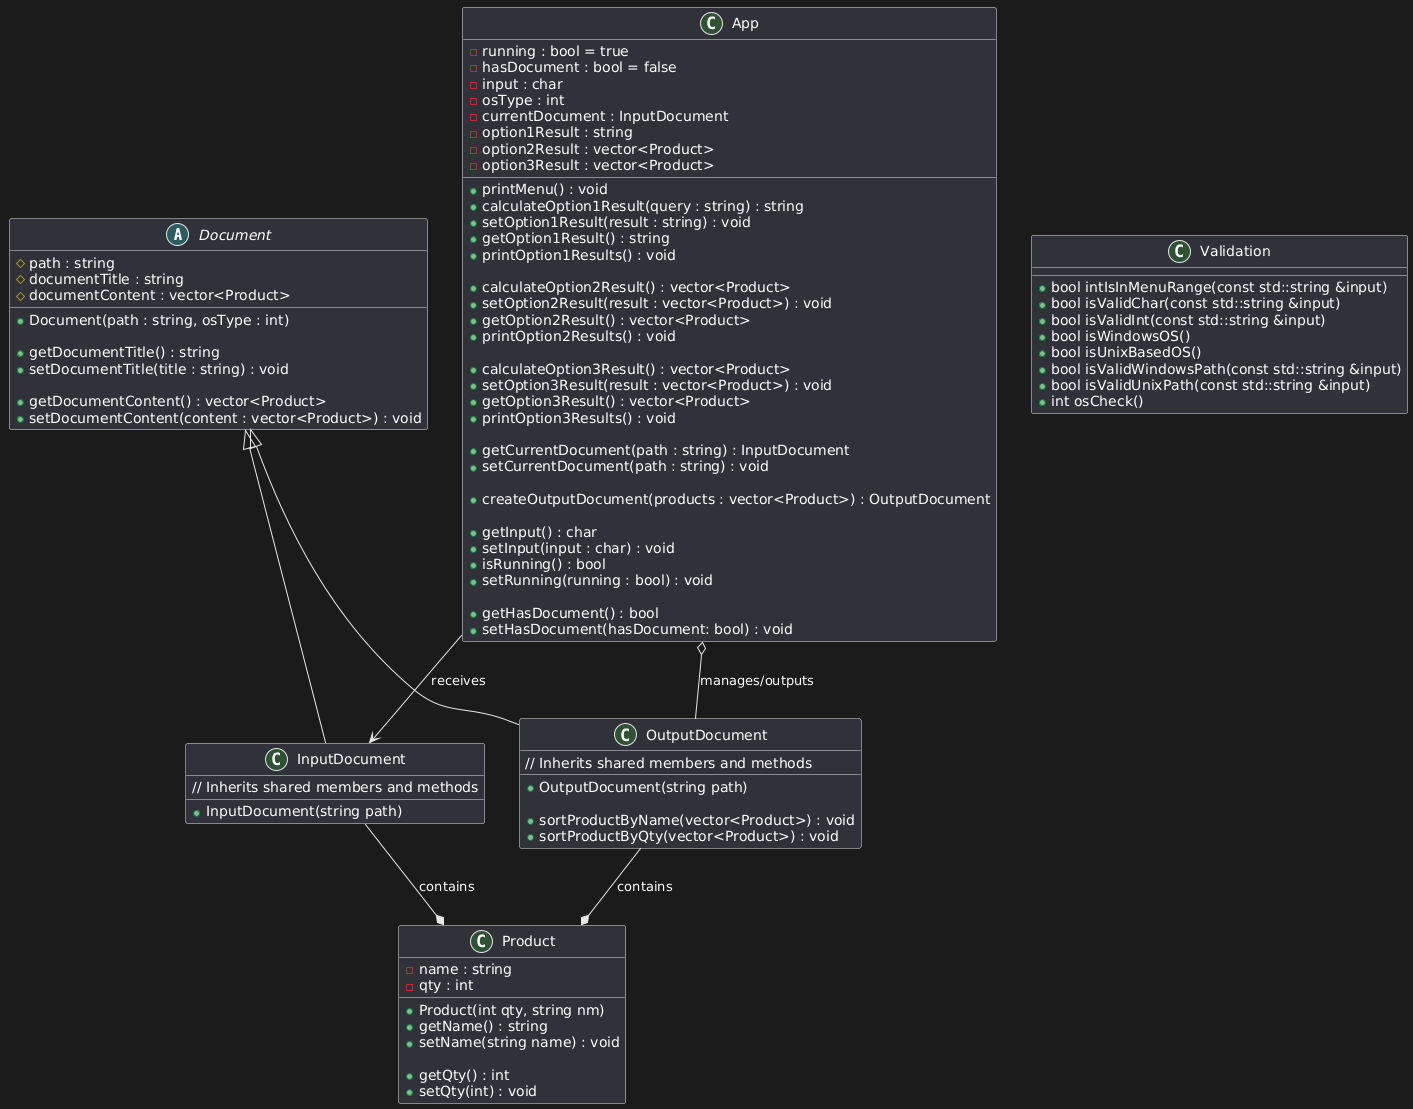 C App
running : bool = true
hasDocument : bool = false
input : char
osType : int
currentDocument : InputDocument
option1Result : string
option2Result : vector<Product>
option3Result : vector<Product>
printMenu() : void
calculateOption1Result(query : string) : string
setOption1Result(result : string) : void
getOption1Result() : string
printOption1Results() : void
calculateOption2Result() : vector<Product>
setOption2Result(result : vector<Product>) : void
getOption2Result() : vector<Product>
printOption2Results() : void
calculateOption3Result() : vector<Product>
setOption3Result(result : vector<Product>) : void
getOption3Result() : vector<Product>
printOption3Results() : void
getCurrentDocument(path : string) : InputDocument
setCurrentDocument(path : string) : void
createOutputDocument(products : vector<Product>) : OutputDocument
getInput() : char
setInput(input : char) : void
isRunning() : bool
setRunning(running : bool) : void
getHasDocument() : bool
setHasDocument(hasDocument: bool) : void
A Document
path : string
documentTitle : string
documentContent : vector<Product>
Document(path : string, osType : int)
getDocumentTitle() : string
setDocumentTitle(title : string) : void
getDocumentContent() : vector<Product>
setDocumentContent(content : vector<Product>) : void
C Validation
bool intIsInMenuRange(const std::string &input)
bool isValidChar(const std::string &input)
bool isValidInt(const std::string &input)
bool isWindowsOS()
bool isUnixBasedOS()
bool isValidWindowsPath(const std::string &input)
bool isValidUnixPath(const std::string &input)
int osCheck()
receives
manages/outputs
C InputDocument
// Inherits shared members and methods
InputDocument(string path)
C OutputDocument
// Inherits shared members and methods
OutputDocument(string path)
sortProductByName(vector<Product>) : void
sortProductByQty(vector<Product>) : void
contains
contains
C Product
name : string
qty : int
Product(int qty, string nm)
getName() : string
setName(string name) : void
getQty() : int
setQty(int) : void